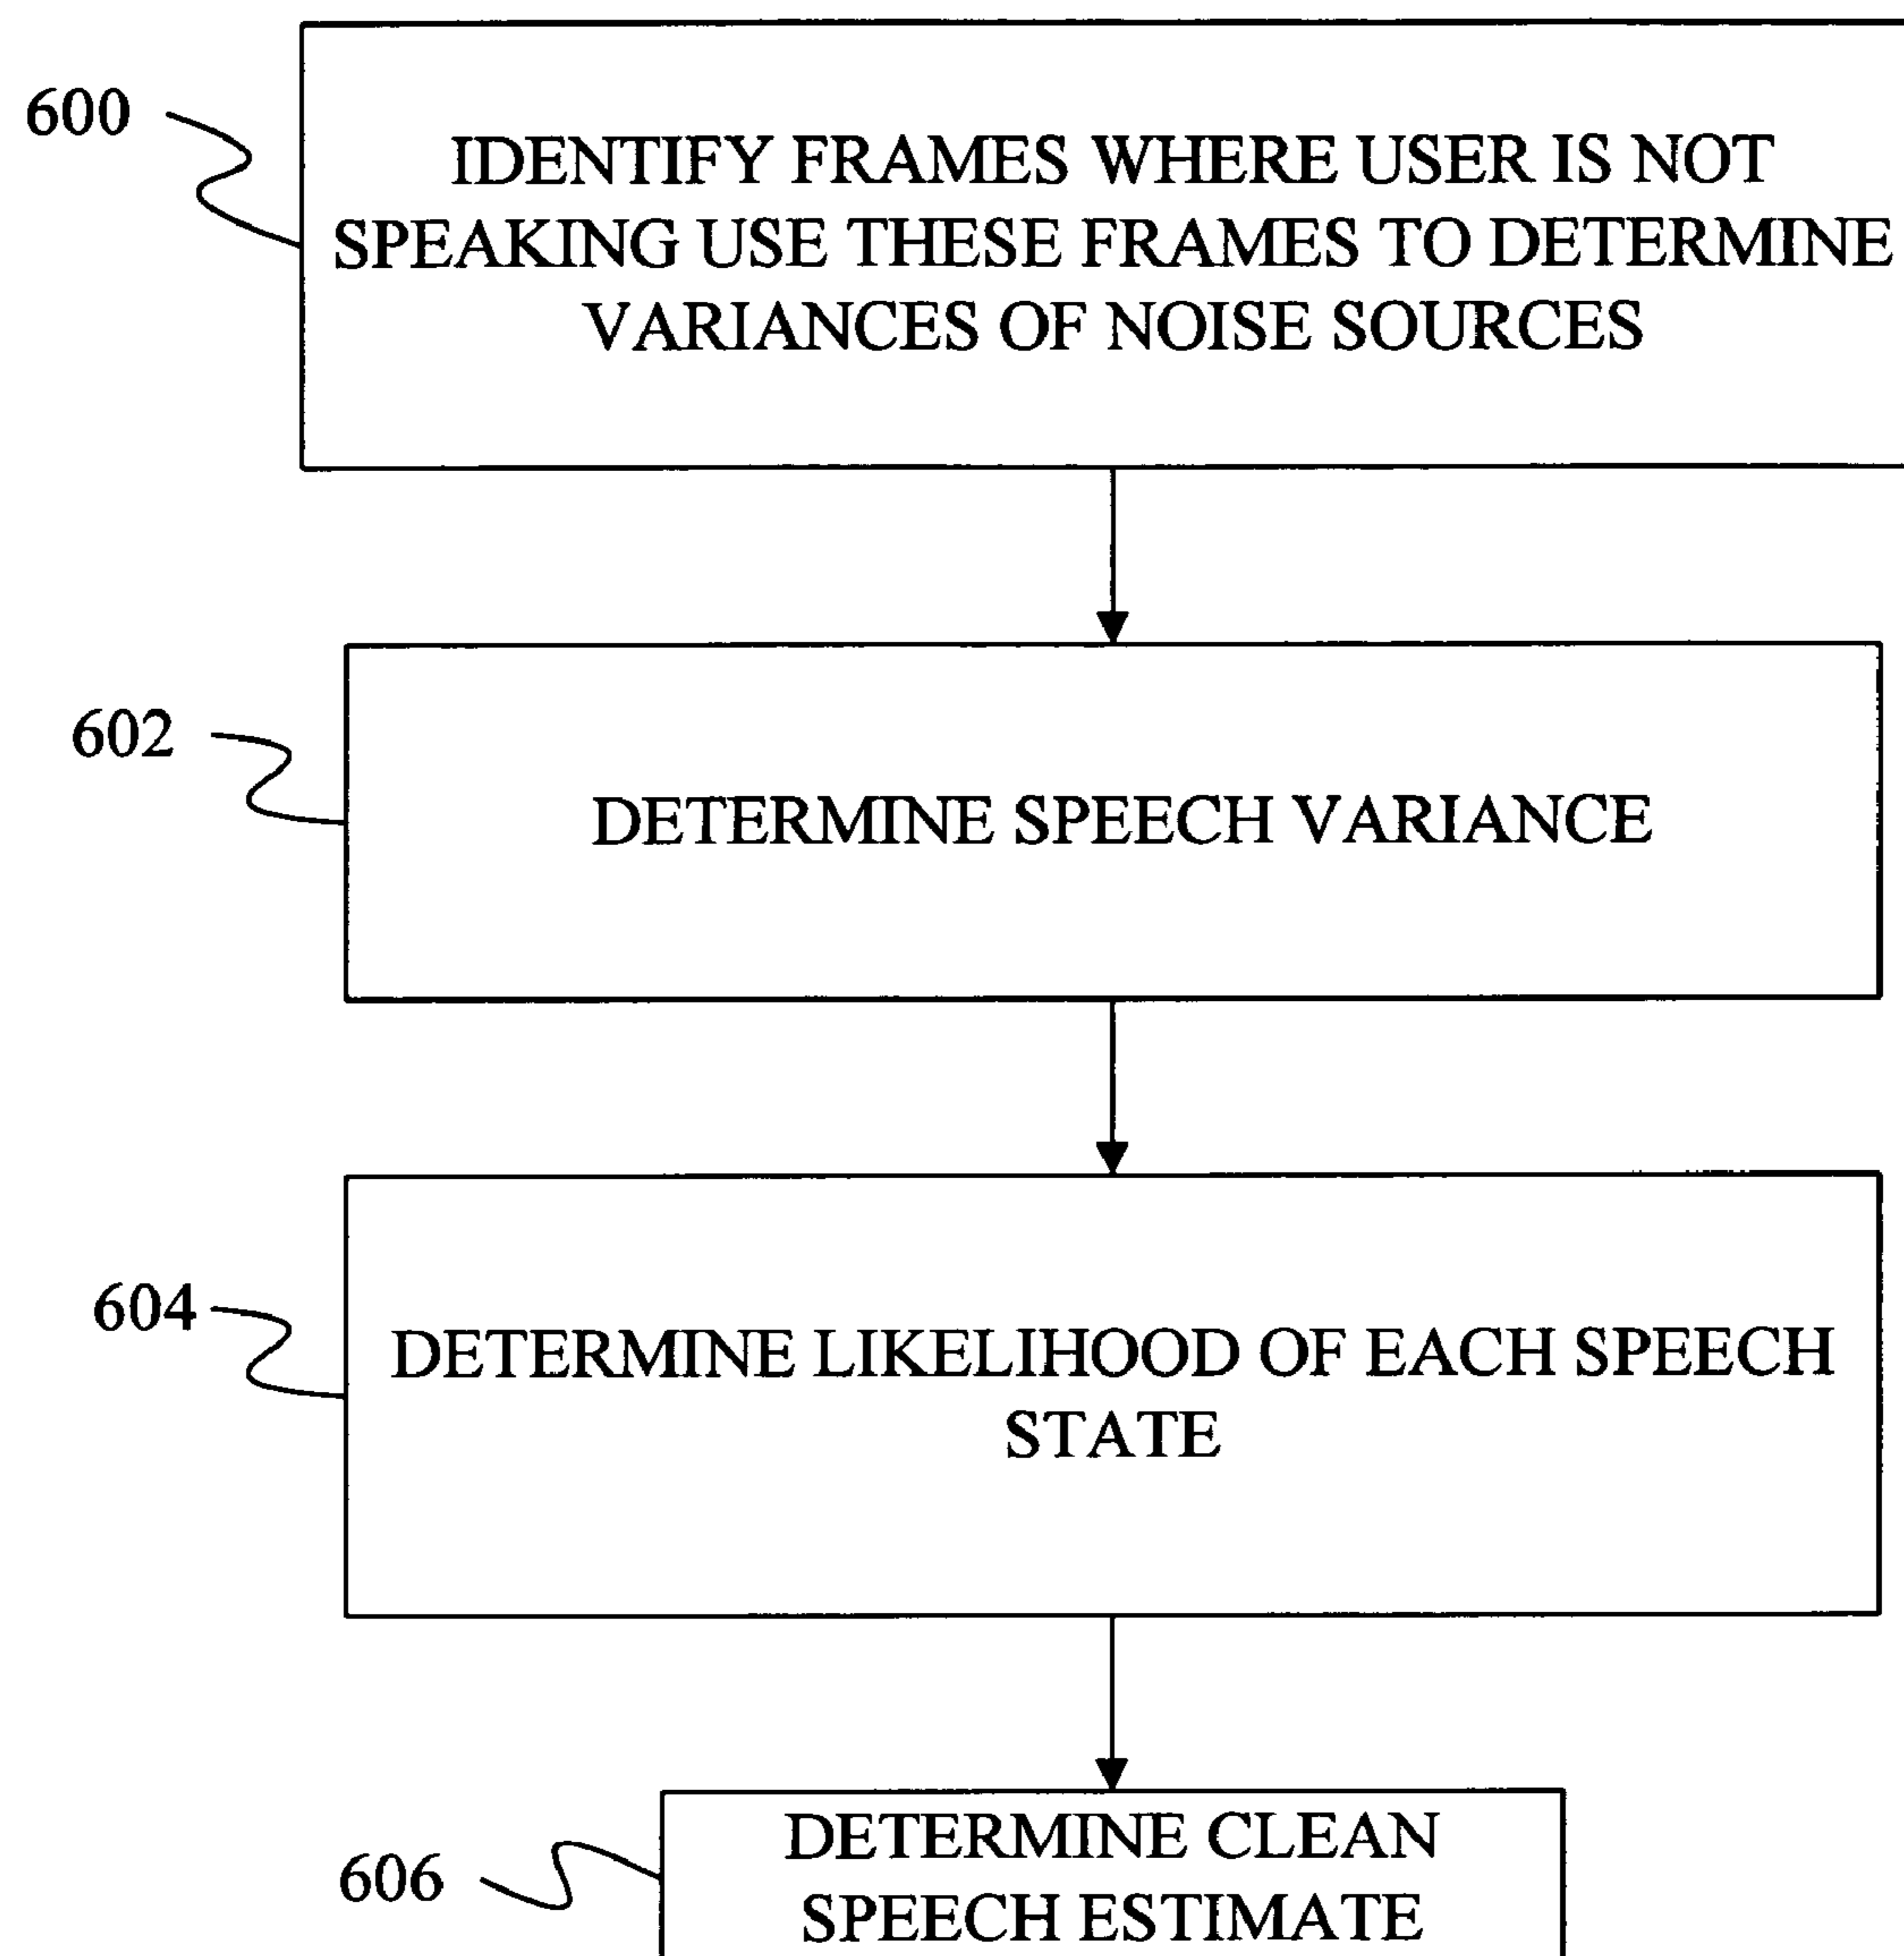 600
IDENTIFY FRAMES WHERE USER IS NOT
SPEAKING USE THESE FRAMES TO DETERMINE
VARIANCES OF NOISE SOURCES
602
DETERMINE SPEECH VARIANCE
604
DETERMINE LIKELIHOOD OF EACH SPEECH
STATE
606
DETERMINE CLEAN
SPEECH ESTIMATE